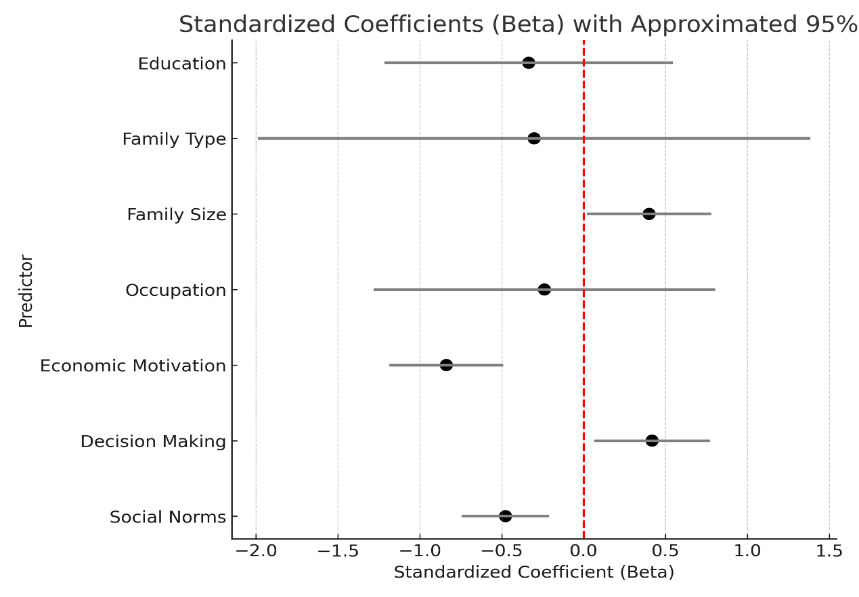 Standardized Coefficients (Beta) with Approximated 95%
Education
Family Type
Family Size
Occupation
Economic Motivation
Decision Making
Social Norms
Predictor
−2.0 −1.5 −1.0 −0.5 0.0 0.5 1.0 1.5
Standardized Coefficient (Beta)